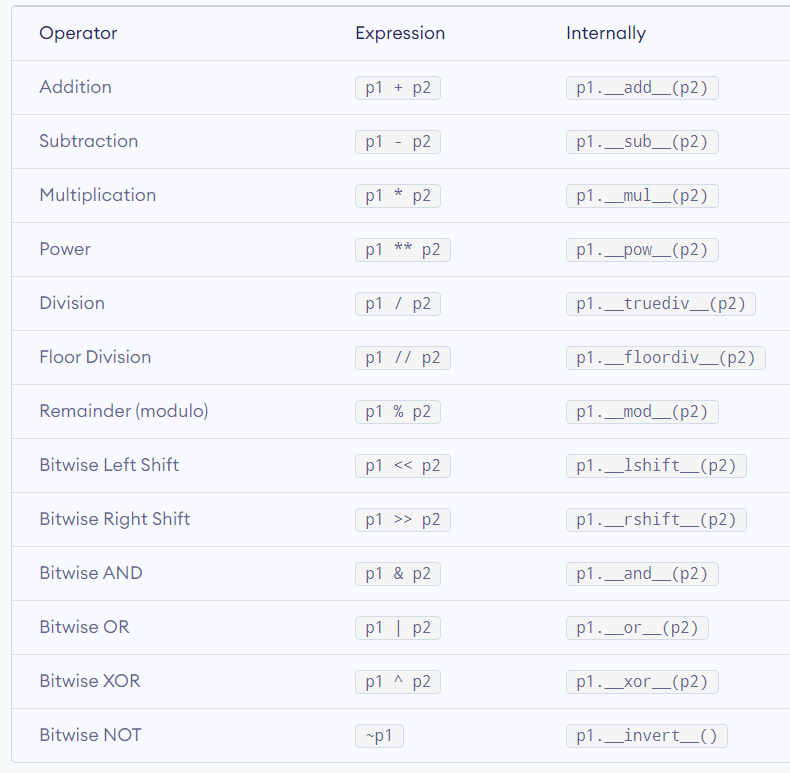 Operator Expression Internally
Addition p1 + p2 p1.__add__(p2)
Subtraction p1 - p2 p1.__sub__(p2)
Multiplication p1 * p2 p1.__mul__(p2)
Power p1 ** p2 p1.__pow__(p2)
Division p1 / p2 p1.__truediv__(p2)
Floor Division p1 // p2 p1.__floordiv__(p2)
Remainder (modulo) p1 % p2 p1.__mod__(p2)
Bitwise Left Shift p1 << p2 p1.__lshift__(p2)
Bitwise Right Shift p1 >> p2 p1.__rshift__(p2)
Bitwise AND p1 & p2 p1.__and__(p2)
Bitwise OR p1 | p2 p1.__or__(p2)
Bitwise XOR p1 ^ p2 p1.__xor__(p2)
Bitwise NOT ~p1 p1.__invert__()